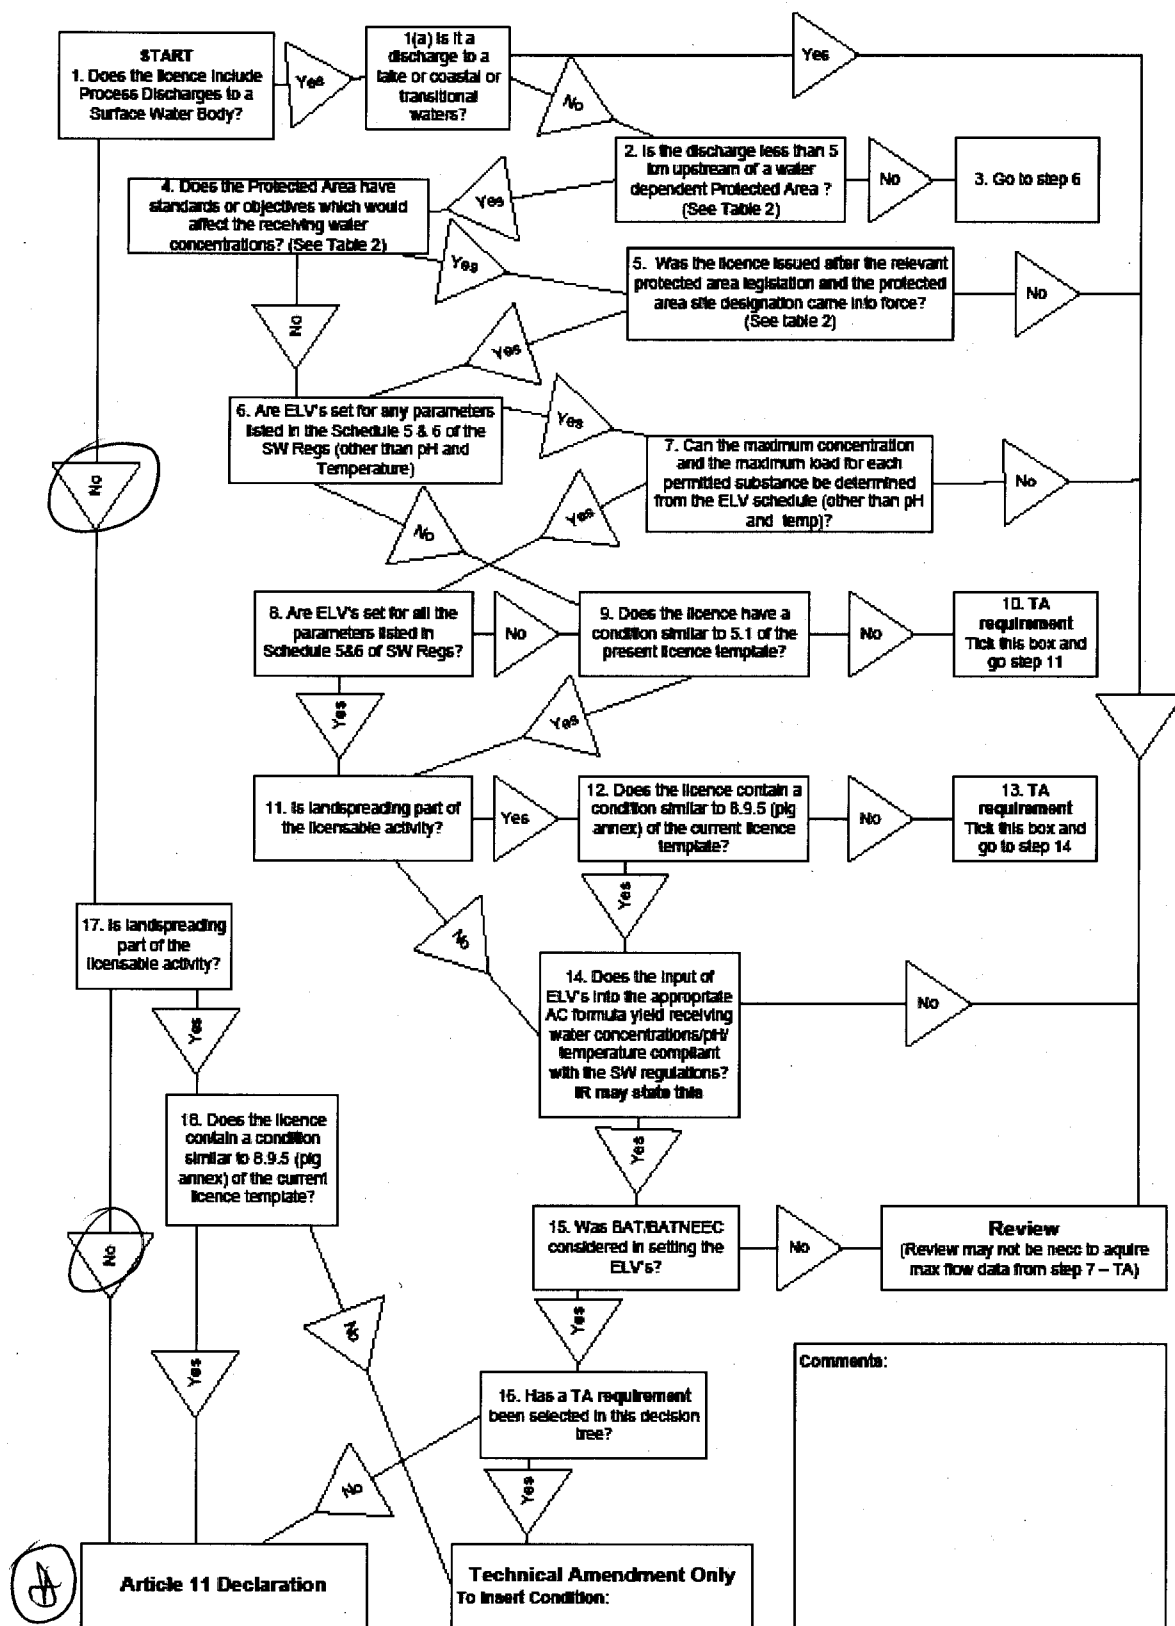 START
1. Does the licence include
Process Discharges to a
Surface Water Body?
Yes
1(a) Is it a
discharge to a
lake or coastal or
transitional
waters?
Yes
No
2. Is the discharge less than 5
km upstream of a water
dependent Protected Area ?
(See Table 2)
No
3. Go to step 6
Yes
4. Does the Protected Area have
standards or objectives which would
affect the receiving water
concentrations? (See Table 2)
Yes
5. Was the licence issued after the relevant
protected area legislation and the protected
area site designation came into force?
(See table 2)
No
No
Yes
6. Are ELV's set for any parameters
listed in the Schedule 5 & 6 of the
SW Regs (other than pH and
Temperature)
Yes
7. Can the maximum concentration
and the maximum load for each
permitted substance be determined
from the ELV schedule (other than pH
and temp)?
No
No
Yes
No
8. Are ELV's set for all the
parameters listed in
Schedule 5&6 of SW Regs?
No
9. Does the licence have a
condition similar to 5.1 of the
present licence template?
No
10. TA
requirement
Tick this box and
go step 11
Yes
Yes
11. Is landspreading part of
the licensable activity?
Yes
12. Does the licence contain a
condition similar to 8.9.5 (pig
annex) of the current licence
template?
No
13. TA
requirement
Tick this box and
go to step 14
Yes
No
17. Is landspreading
part of the
licensable activity?
14. Does the input of
ELV's into the appropriate
AC formula yield receiving
water concentrations/pH/
temperature compliant
with the SW regulations?
IR may state this
No
Yes
18. Does the licence
contain a condition
similar to 8.9.5 (pig
annex) of the current
licence template?
Yes
No
15. Was BAT/BATNEEC
considered in setting the
ELV's?
No
Review
(Review may not be necc to aquire
max flow data from step 7 – TA)
Yes
No
Yes
16. Has a TA requirement
been selected in this decision
tree?
Comments:
No
Yes
Article 11 Declaration
Technical Amendment Only
To Insert Condition: